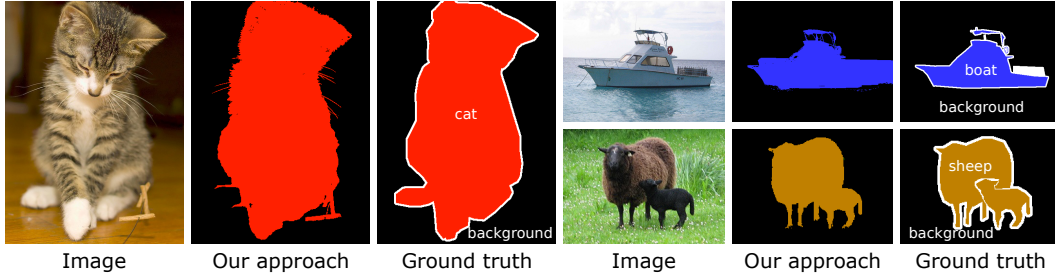 cat
background
boat
background
sheep
background
Image
Our approach
Ground truth
Image
Our approach
Ground truth